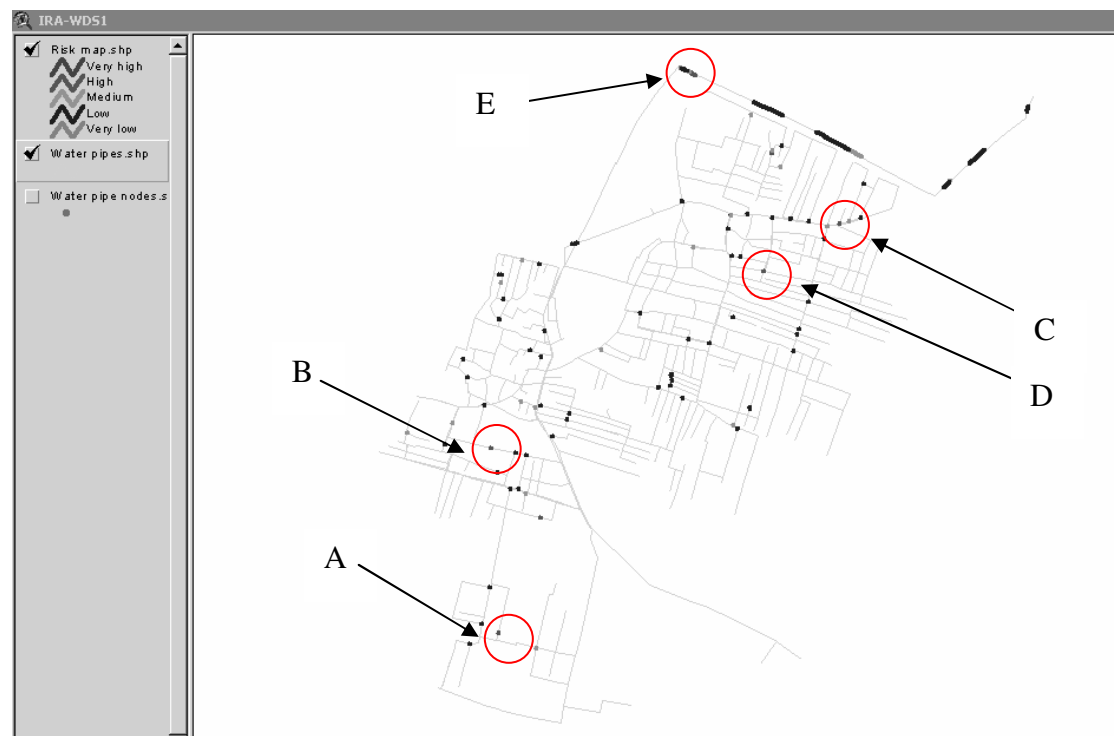 IRA-WDS1
Risk map.shp
Very high
High
Medium
Low
Very low
Water pipes.shp
Water pipe nodes.s
E
C
D
B
A